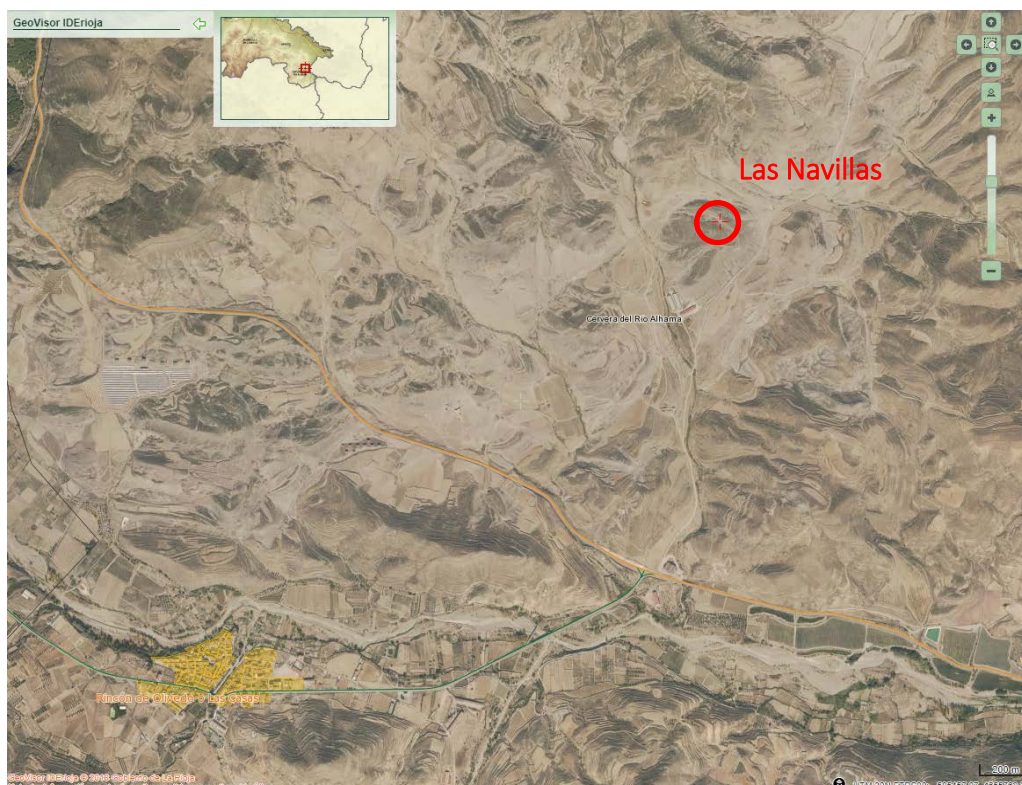 GeoVisor IDErioja
Las Navillas
Cervera del Río Alhama
Rincón de Olivedo o Las Casas
GeoVisor IDErioja © 2016 Gobierno de La Rioja
200 m